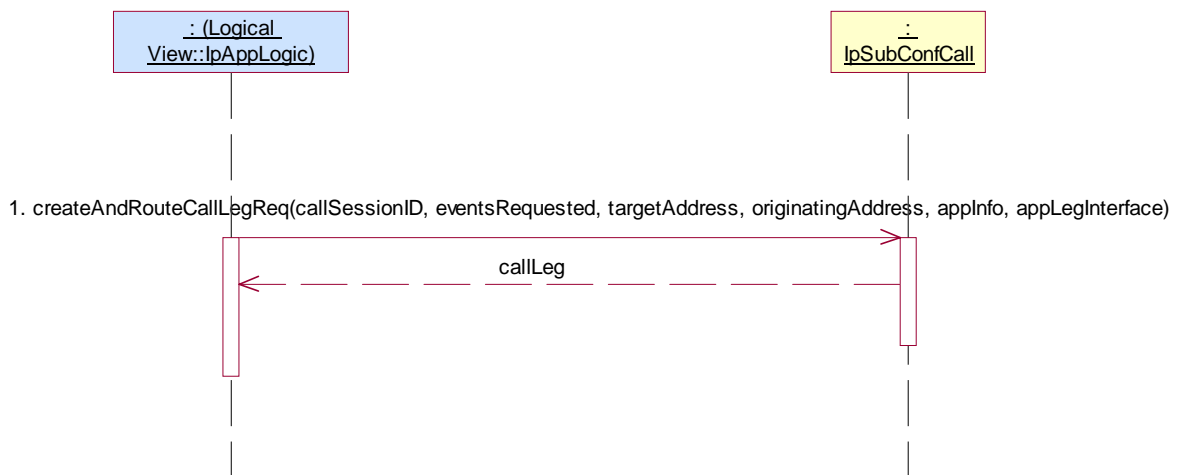 : (Logical
View::IpAppLogic)
:
IpSubConfCall
1. createAndRouteCallLegReq(callSessionID, eventsRequested, targetAddress, originatingAddress, appInfo, appLegInterface)
callLeg